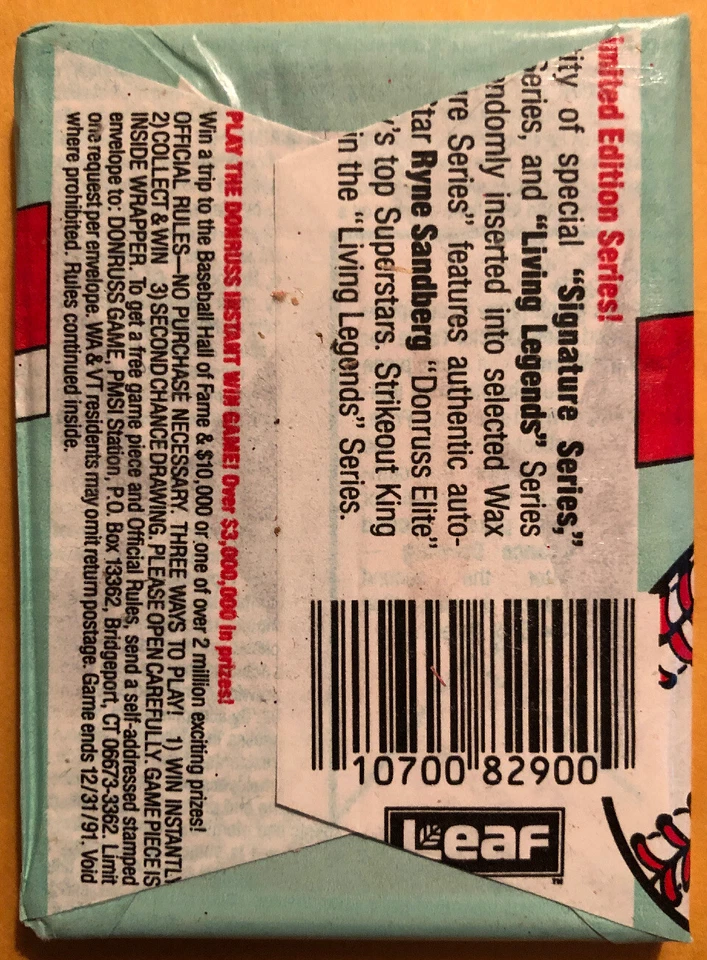 imited Edition Series!
ity of special “Signature Series,”
Series, and “Living Legends” Series
ndomly inserted into selected Wax
re Series” features authentic auto-
tar Ryne Sandberg “Donruss Elite”
y’s top Superstars. Strikeout King
in the “Living Legends” Series.
PLAY THE DONRUSS INSTANT WIN GAME! Over $3,000,000 in prizes!
Win a trip to the Baseball Hall of Fame & $10,000 or one of over 2 million exciting prizes!
OFFICIAL RULES—NO PURCHASE NECESSARY. THREE WAYS TO PLAY! 1) WIN INSTANTLY
2) COLLECT & WIN 3) SECOND CHANCE DRAWING. PLEASE OPEN CAREFULLY. GAME PIECE IS
INSIDE WRAPPER. To get a free game piece and Official Rules, send a self-addressed stamped
envelope to: DONRUSS GAME, PMSI Station, P.O. Box 13362, Bridgeport, CT 06673-3362. Limit
one request per envelope. WA & VT residents may omit return postage. Game ends 12/31/91. Void
where prohibited. Rules continued inside.
10700 82900
Leaf